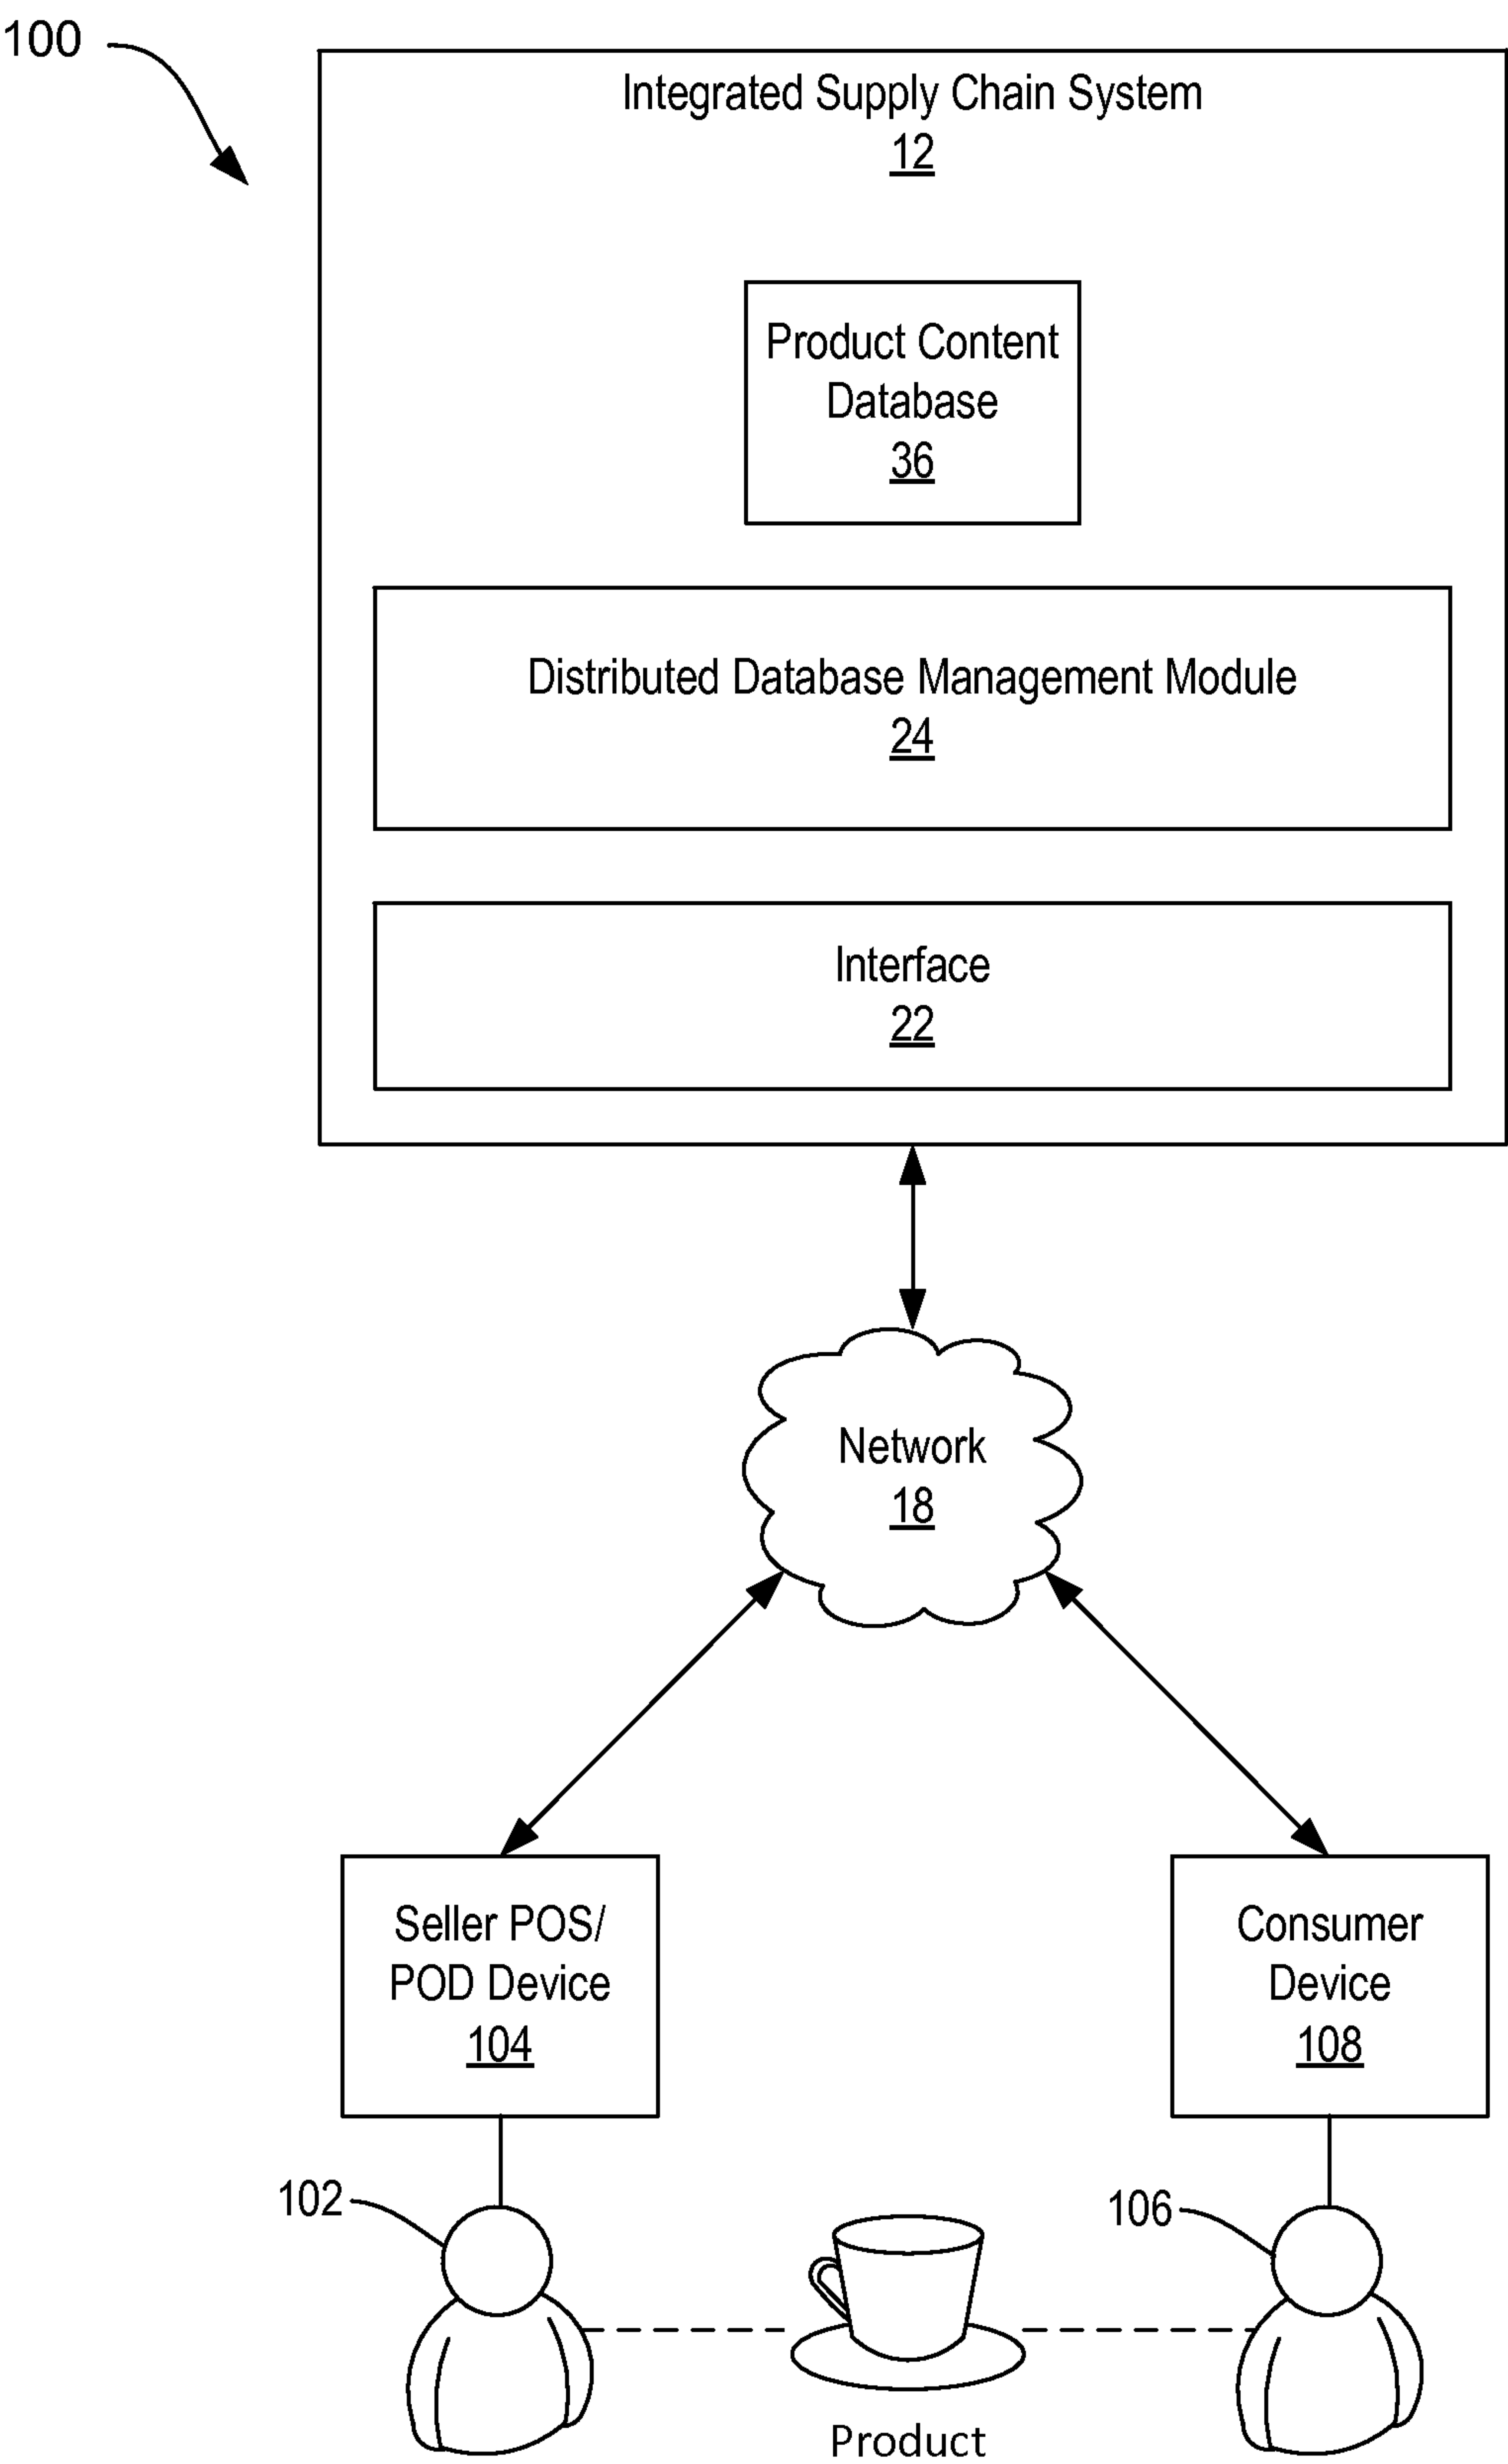 100
Integrated Supply Chain System
12
Product Content
Database
36
Distributed Database Management Module
24
Interface
22
Network
18
Seller POS/
POD Device
104
Consumer
Device
108
102
106
Product